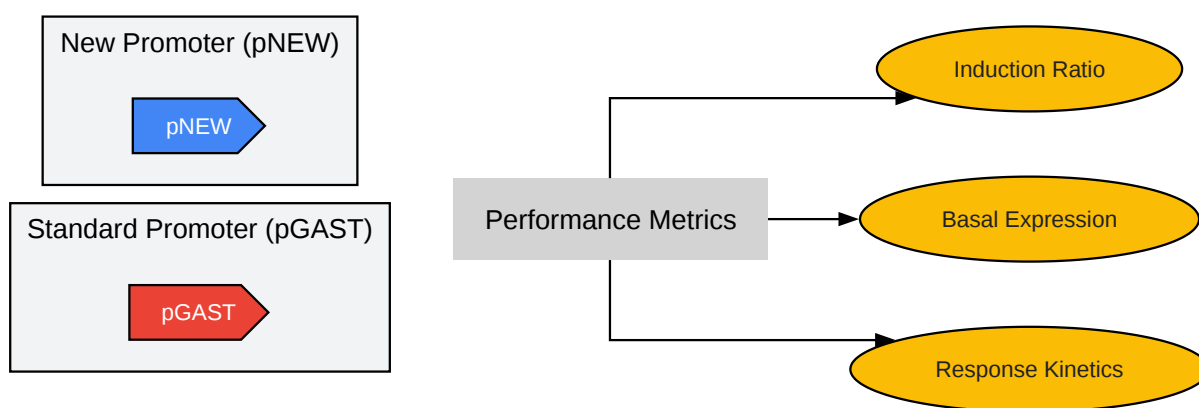 New Promoter (pNEW)
pNEW
Standard Promoter (pGAST)
pGAST
Performance Metrics
Induction Ratio
Basal Expression
Response Kinetics